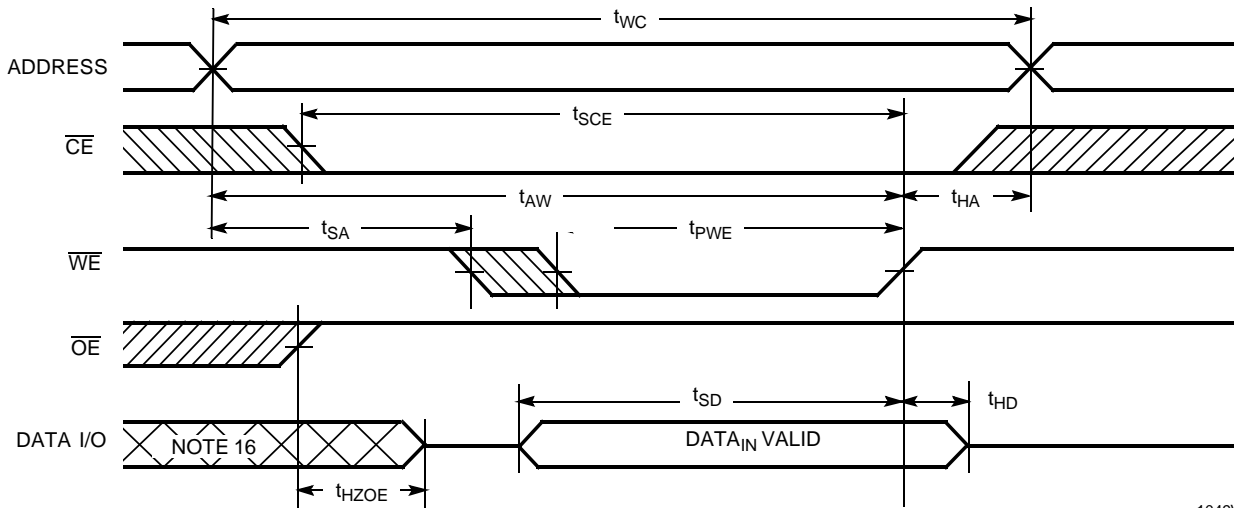 tWC
ADDRESS
tSCE
CE
tAW
tHA
tSA
tPWE
WE
OE
tSD
tHD
DATA I/O
NOTE 16
DATAIN VALID
tHZOE